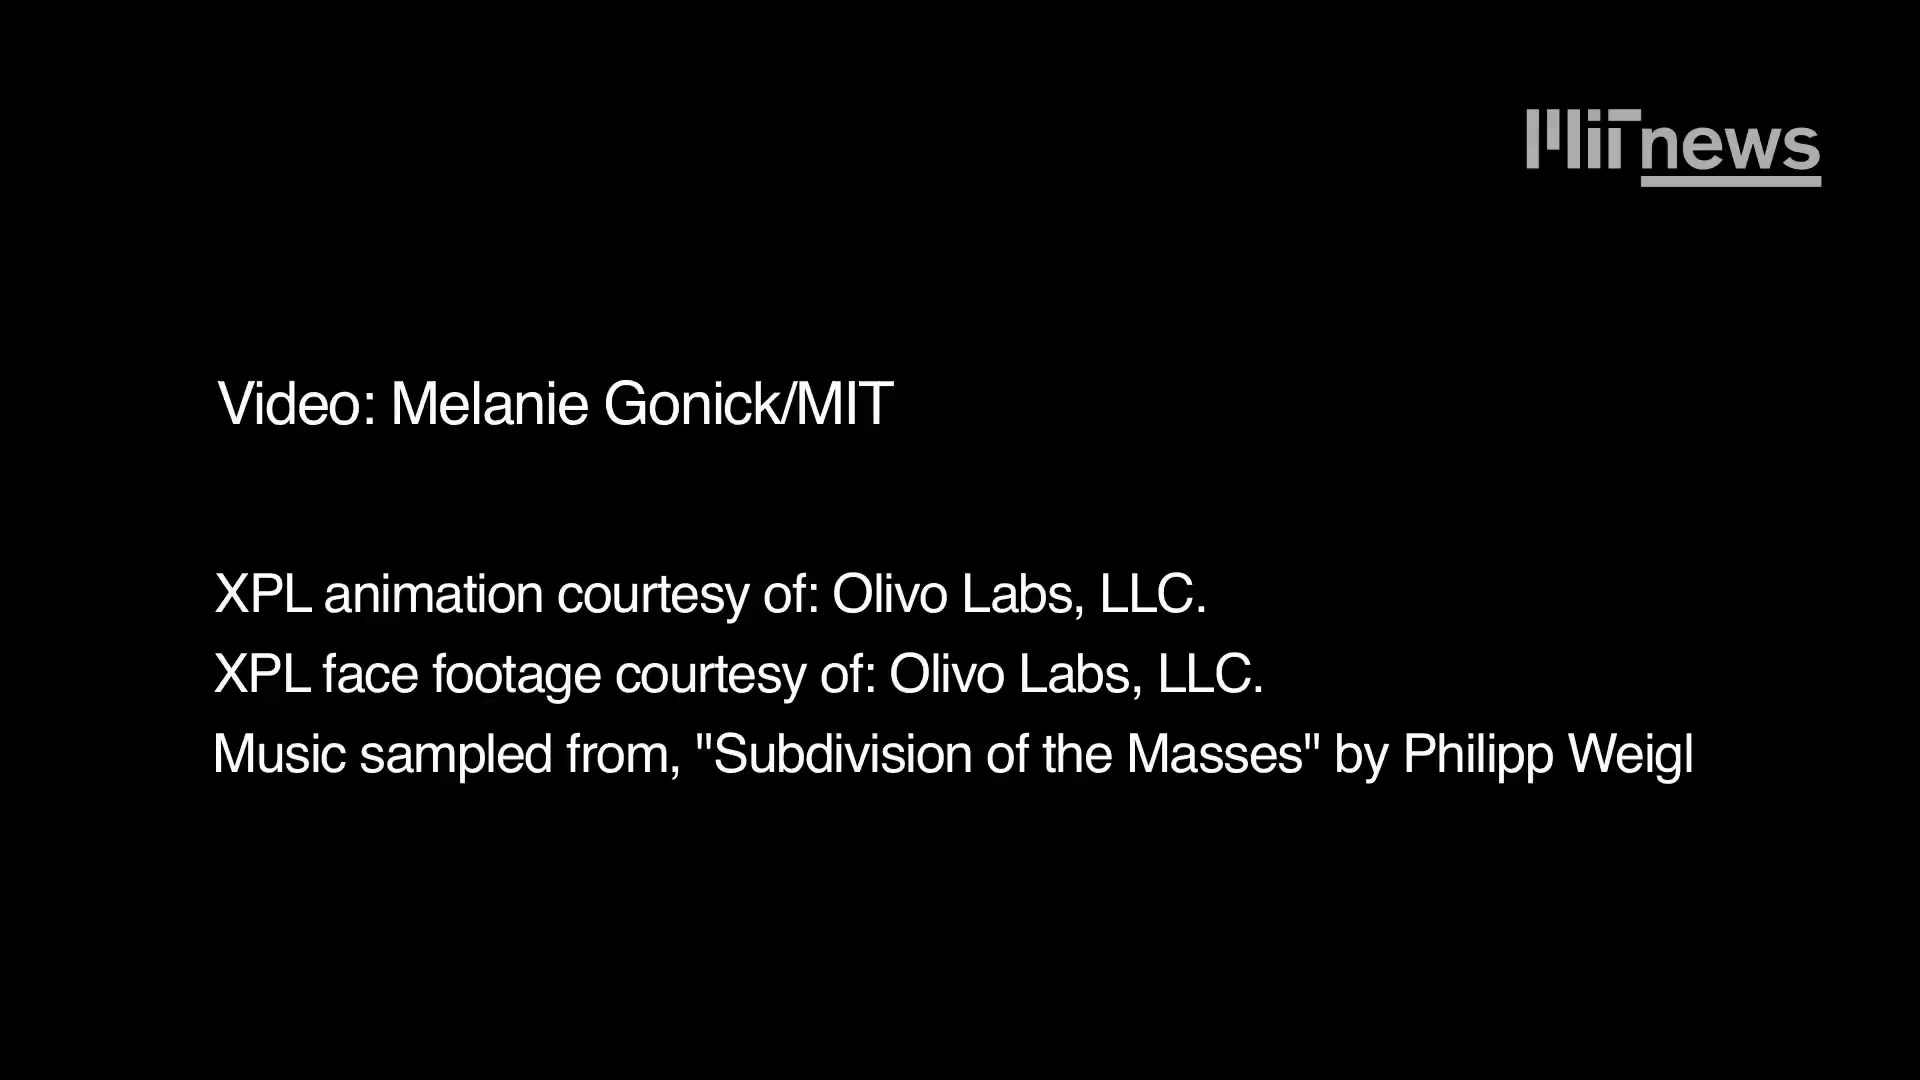 MIT news
Video: Melanie Gonick/MIT
XPL animation courtesy of: Olivo Labs, LLC.
XPL face footage courtesy of: Olivo Labs, LLC.
Music sampled from, "Subdivision of the Masses" by Philipp Weigl